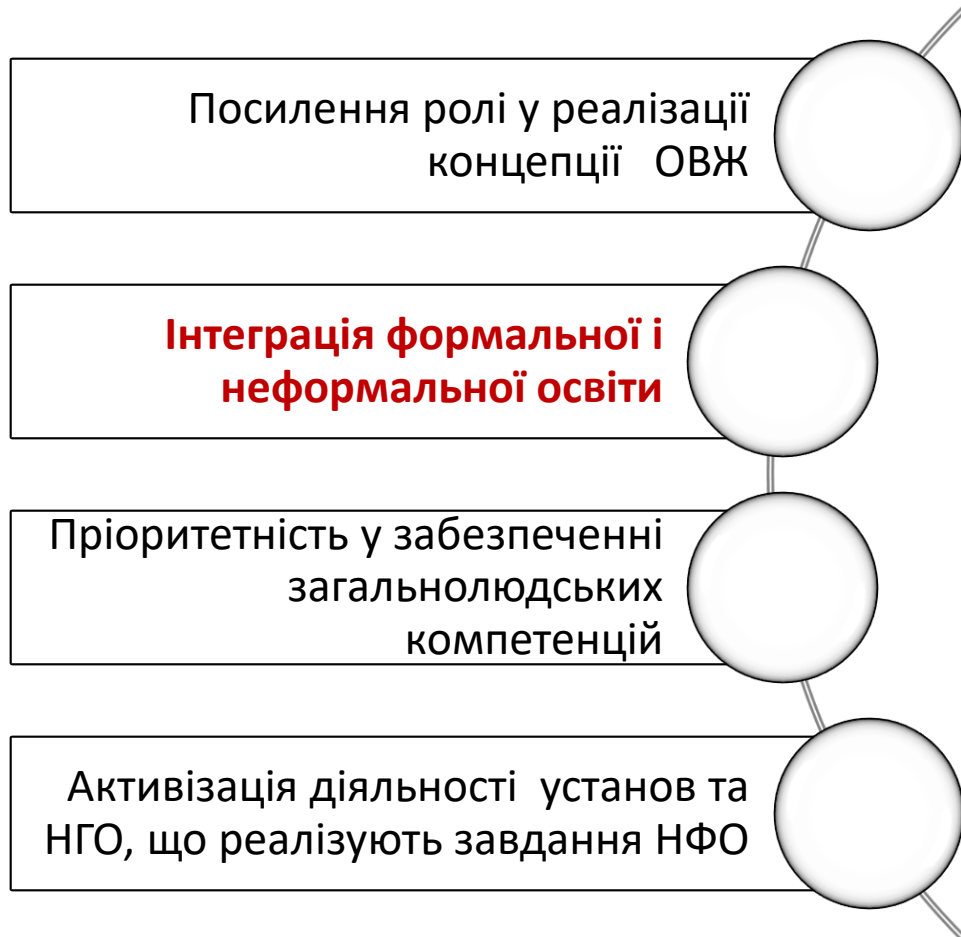 Посилення ролі у реалізації
концепції ОВЖ
Інтеграція формальної і
неформальної освіти
Пріоритетність у забезпеченні
загальнолюдських
компетенцій
Активізація діяльності установ та
НГО, що реалізують завдання НФО